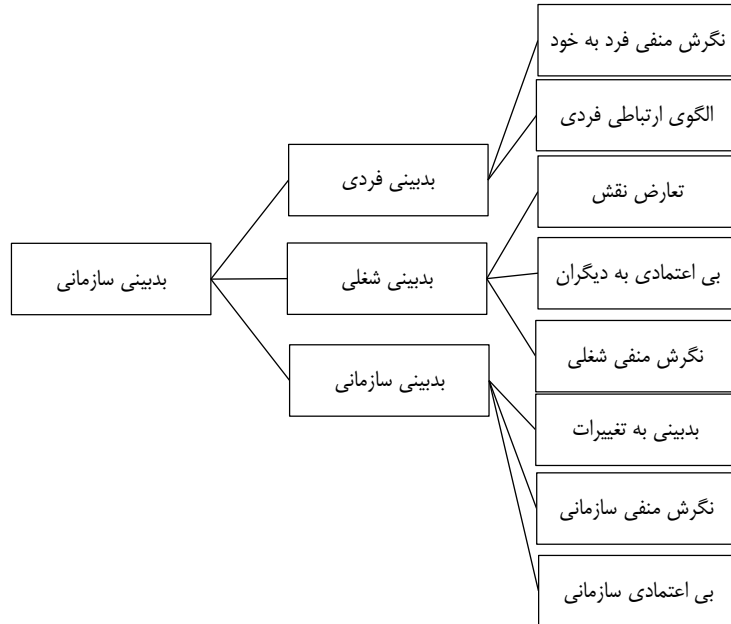 نگرش منفی فرد به خود
الگوی ارتباطی فردی
بدبینی فردی
تعارض نقش
بدبینی سازمانی
بدبینی شغلی
بی اعتمادی به دیگران
نگرش منفی شغلی
بدبینی سازمانی
بدبینی به تغییرات
نگرش منفی سازمانی
بی اعتمادی سازمانی